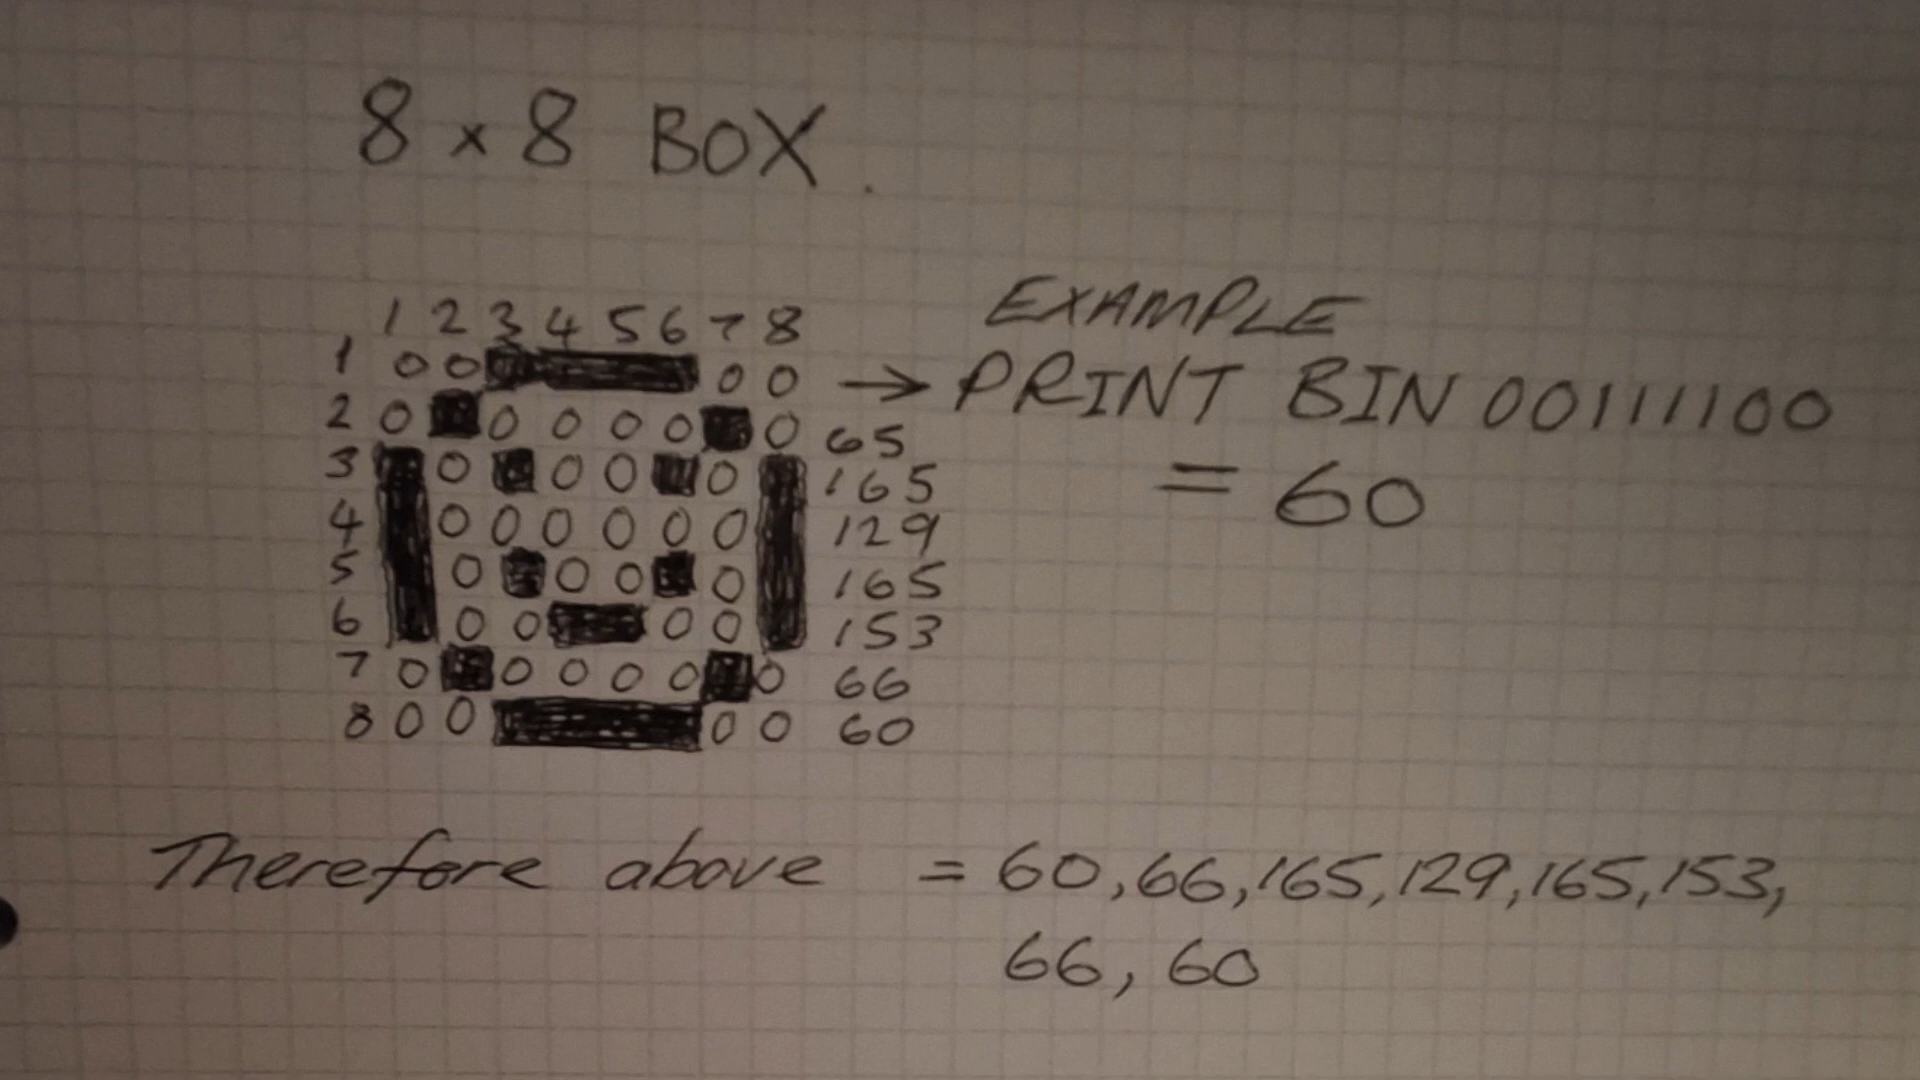 8 x 8 BOX.
1 2 3 4 5 6 7 8
EXAMPLE
1 0 0 0 0 → PRINT BIN 00111100
2 0 0 0 0 0 0 65
= 60
3 0 0 0 0 165
4 0 0 0 0 0 0 129
5 0 0 0 0 165
6 0 0 0 0 153
7 0 0 0 0 0 0 66
8 0 0 0 0 60
Therefore above = 60,66,165,129,165,153,
66, 60